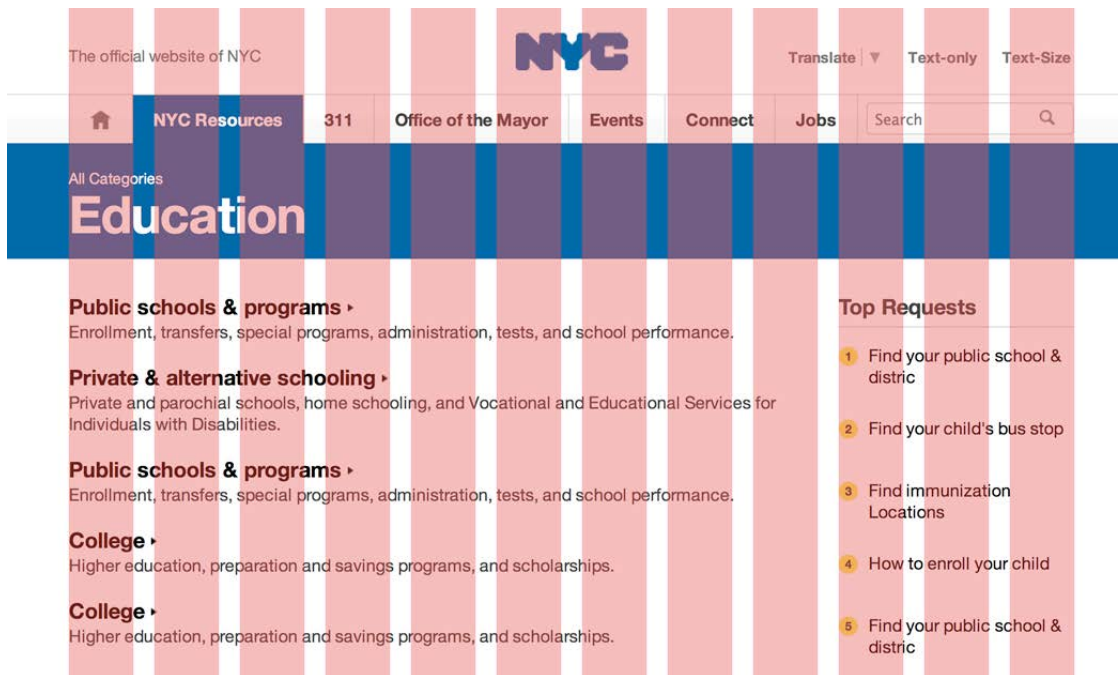 The official website of NYC
NYC
Translate ▼ Text-only Text-Size
NYC Resources 311 Office of the Mayor Events Connect Jobs Search
All Categories
Education
Public schools & programs
Enrollment, transfers, special programs, administration, tests, and school performance.
Private & alternative schooling
Private and parochial schools, home schooling, and Vocational and Educational Services for
Individuals with Disabilities.
Public schools & programs
Enrollment, transfers, special programs, administration, tests, and school performance.
College
Higher education, preparation and savings programs, and scholarships.
College
Higher education, preparation and savings programs, and scholarships.
Top Requests
1 Find your public school &
distric
2 Find your child's bus stop
3 Find immunization
Locations
4 How to enroll your child
5 Find your public school &
distric